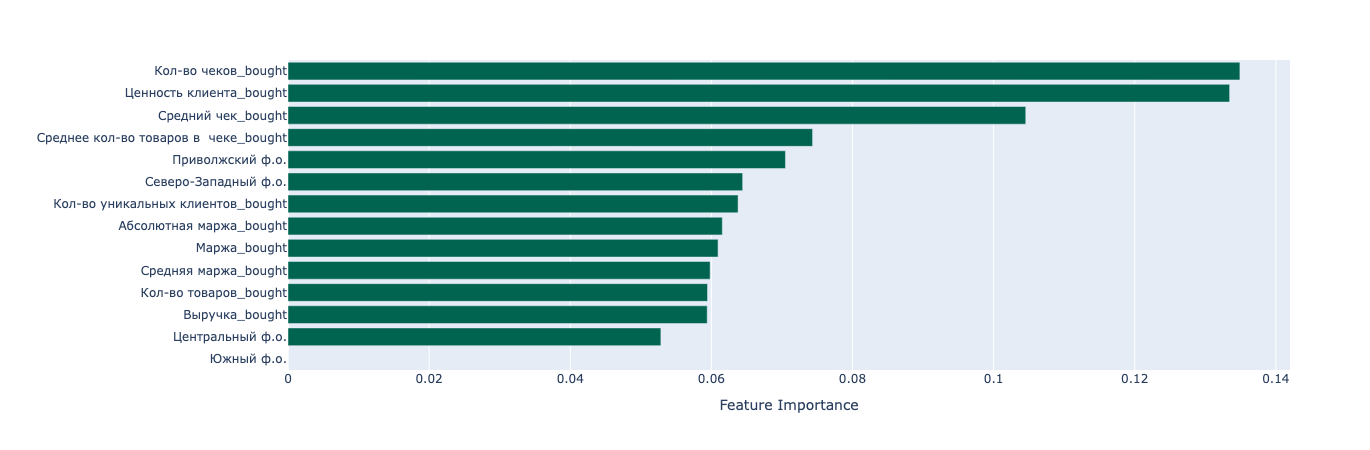 Кол-во чеков_bought
Ценность клиента_bought
Средний чек_bought
Среднее кол-во товаров в  чеке_bought
Приволжский ф.о.
Северо-Западный ф.о.
Кол-во уникальных клиентов_bought
Абсолютная маржа_bought
Маржа_bought
Средняя маржа_bought
Кол-во товаров_bought
Выручка_bought
Центральный ф.о.
Южный ф.о.
0 0.02 0.04 0.06 0.08 0.1 0.12 0.14
Feature Importance